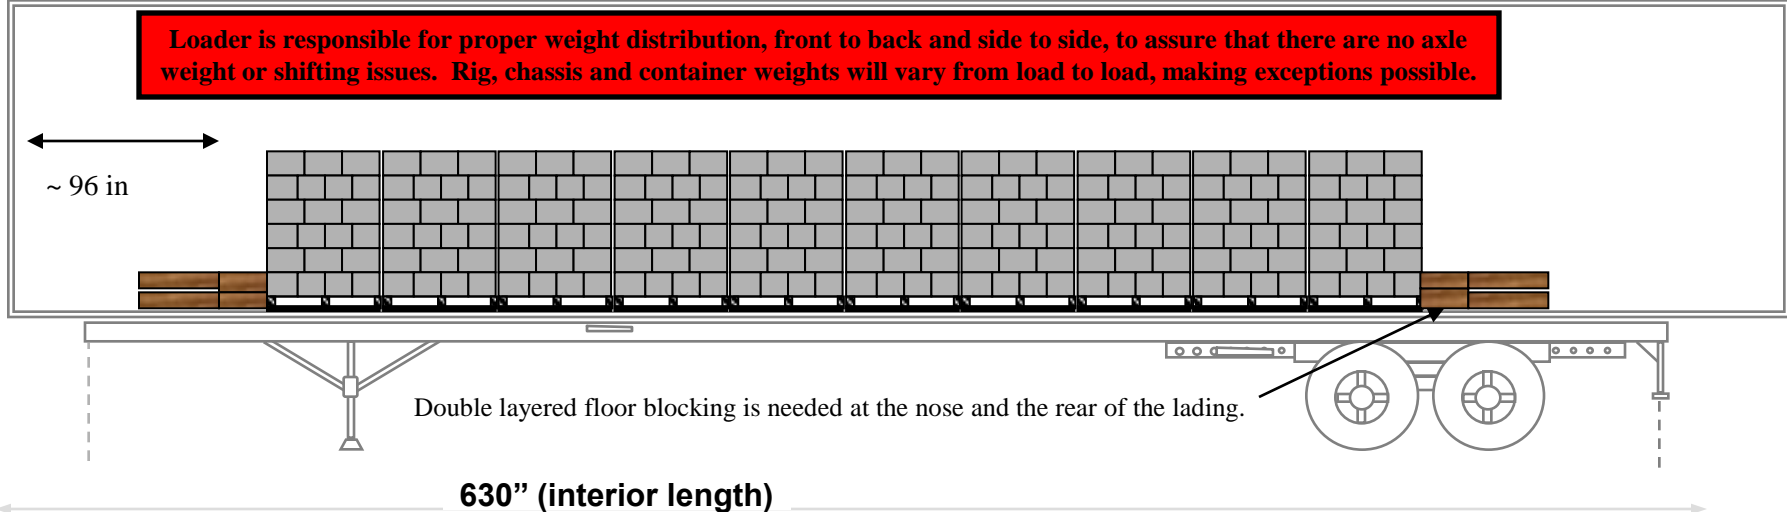 Loader is responsible for proper weight distribution, front to back and side to side, to assure that there are no axle
weight or shifting issues.  Rig, chassis and container weights will vary from load to load, making exceptions possible.
~ 96 in
Double layered floor blocking is needed at the nose and the rear of the lading.
630” (interior length)